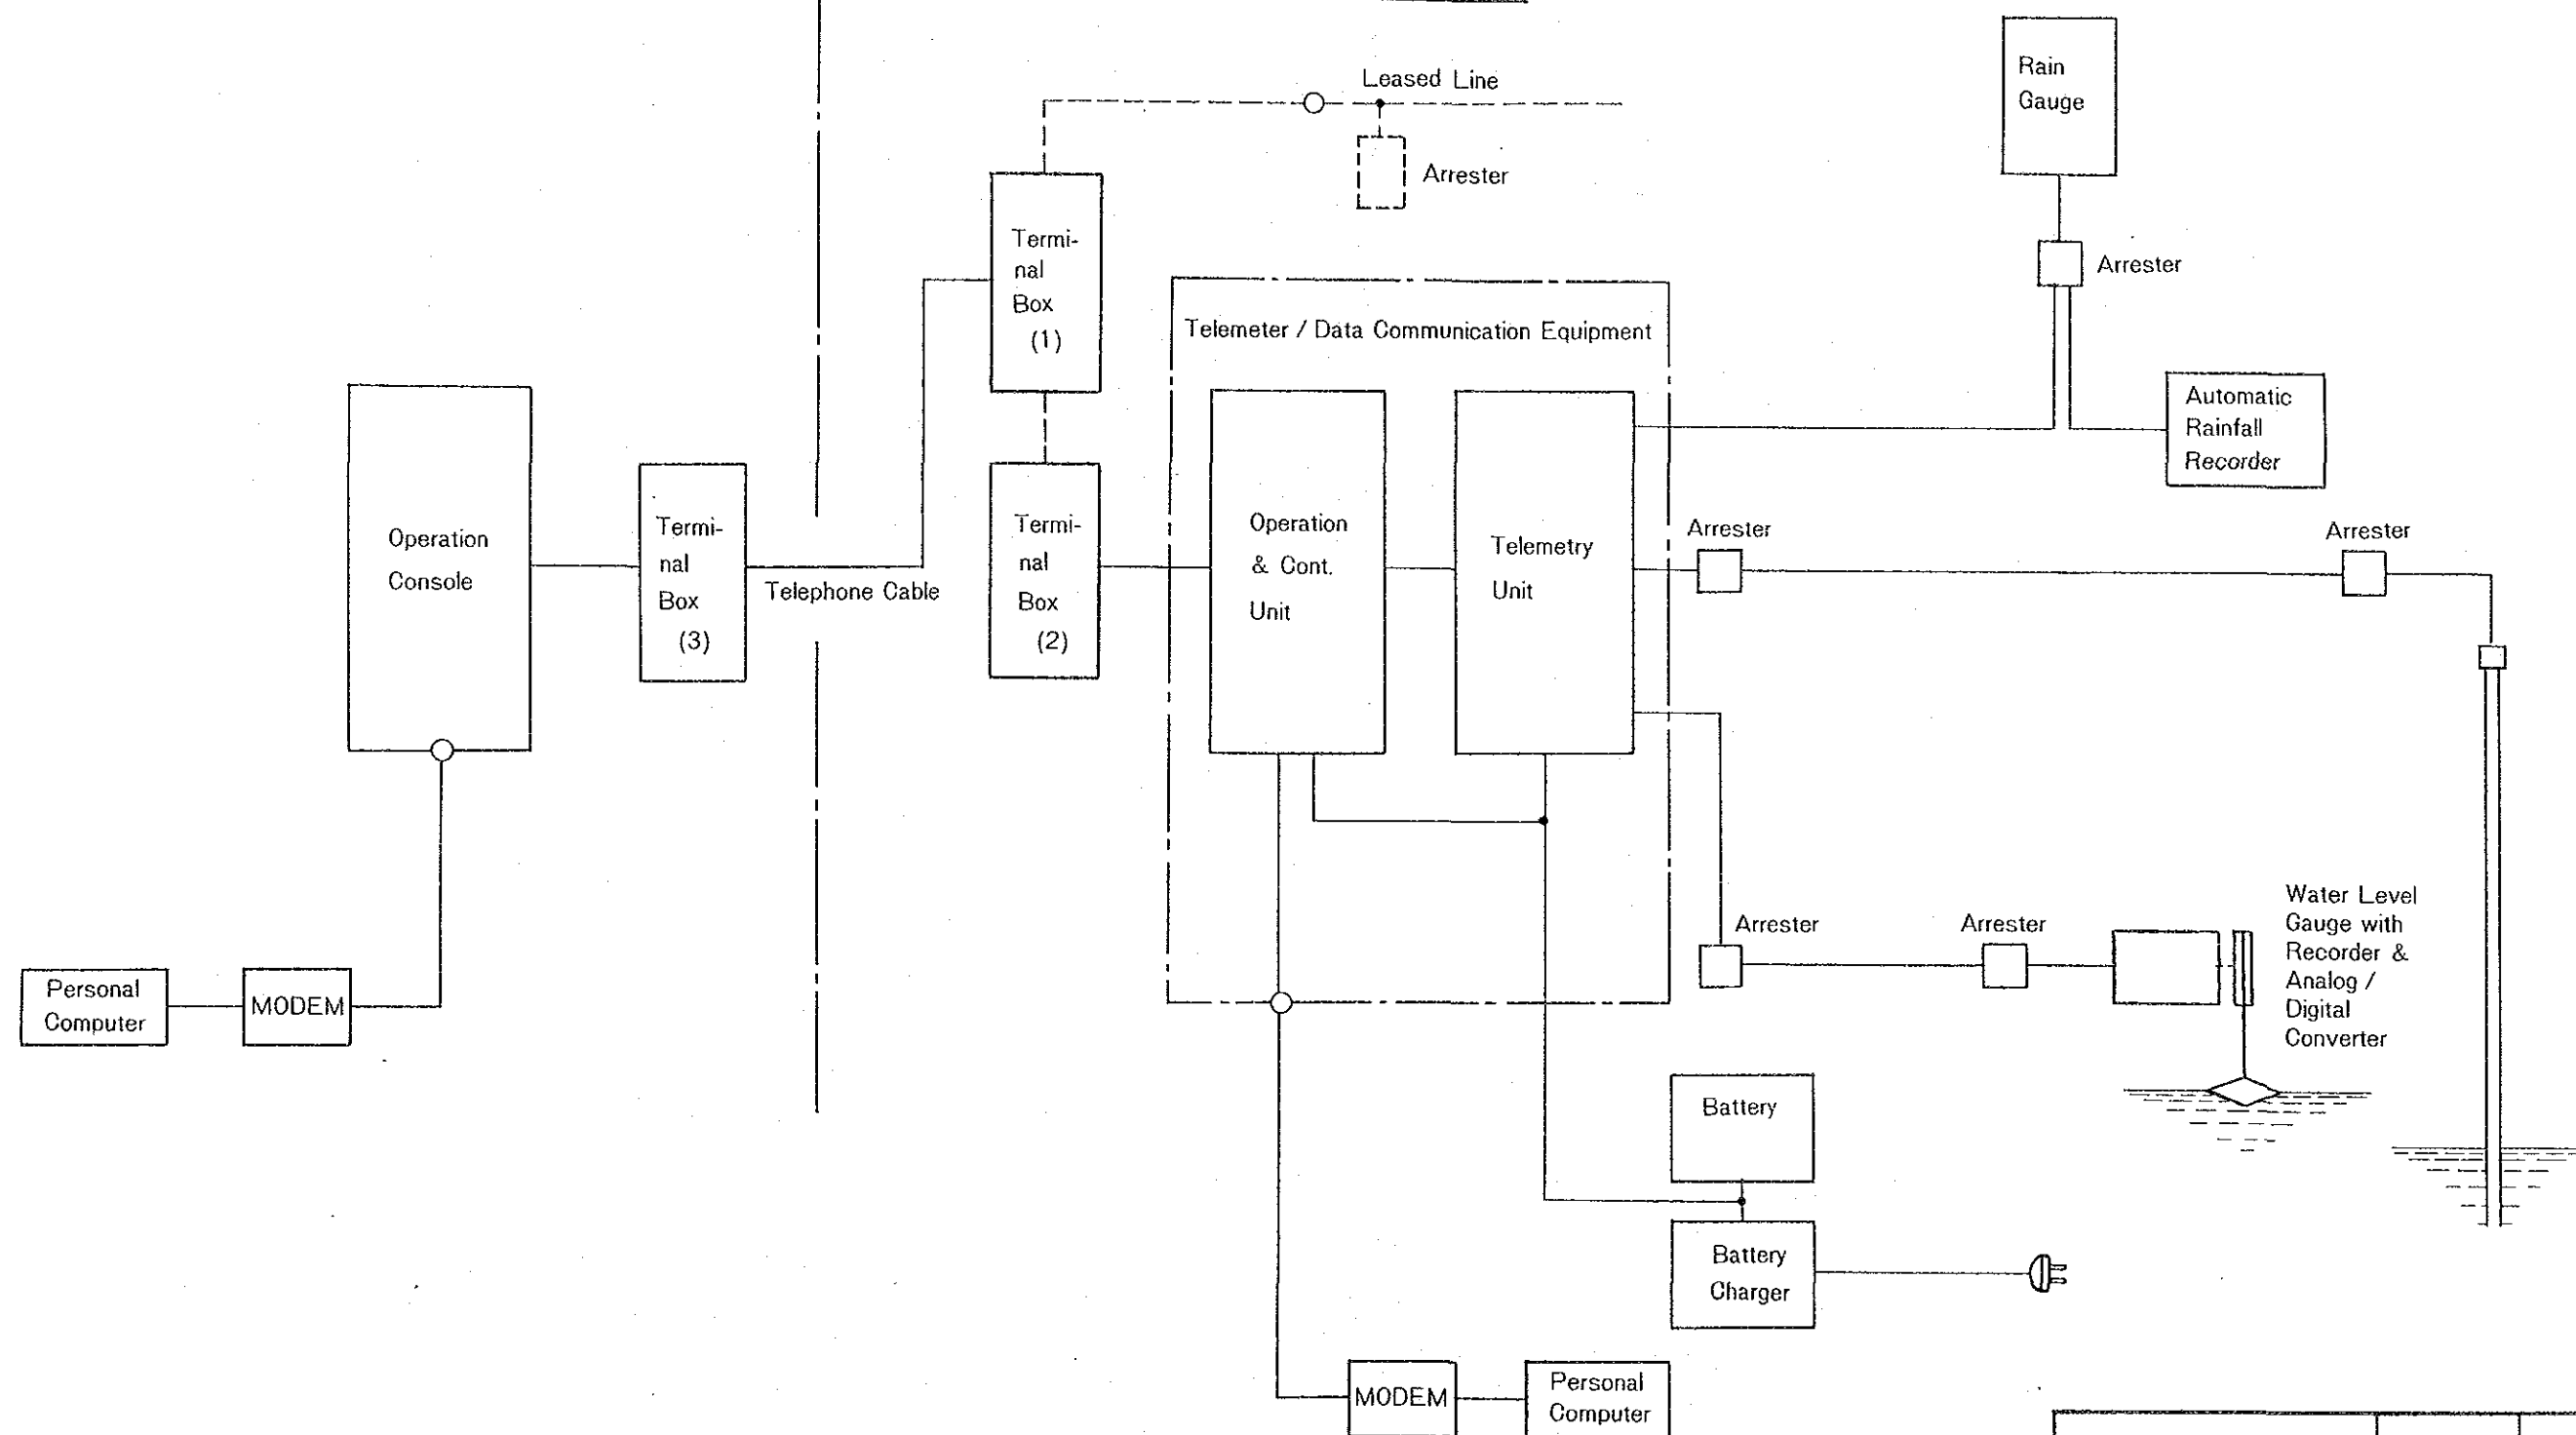 Leased Line
Arrester
Rain
Gauge
Arrester
Termi-
nal
Box
(1)
Telemeter / Data Communication Equipment
Automatic
Rainfall
Recorder
Operation
Console
Termi-
nal
Box
(3)
Telephone Cable
Termi-
nal
Box
(2)
Operation
& Cont.
Unit
Telemetry
Unit
Arrester
Arrester
Arrester
Arrester
Water Level
Gauge with
Recorder &
Analog /
Digital
Converter
Personal
Computer
MODEM
Battery
Battery
Charger
MODEM
Personal
Computer